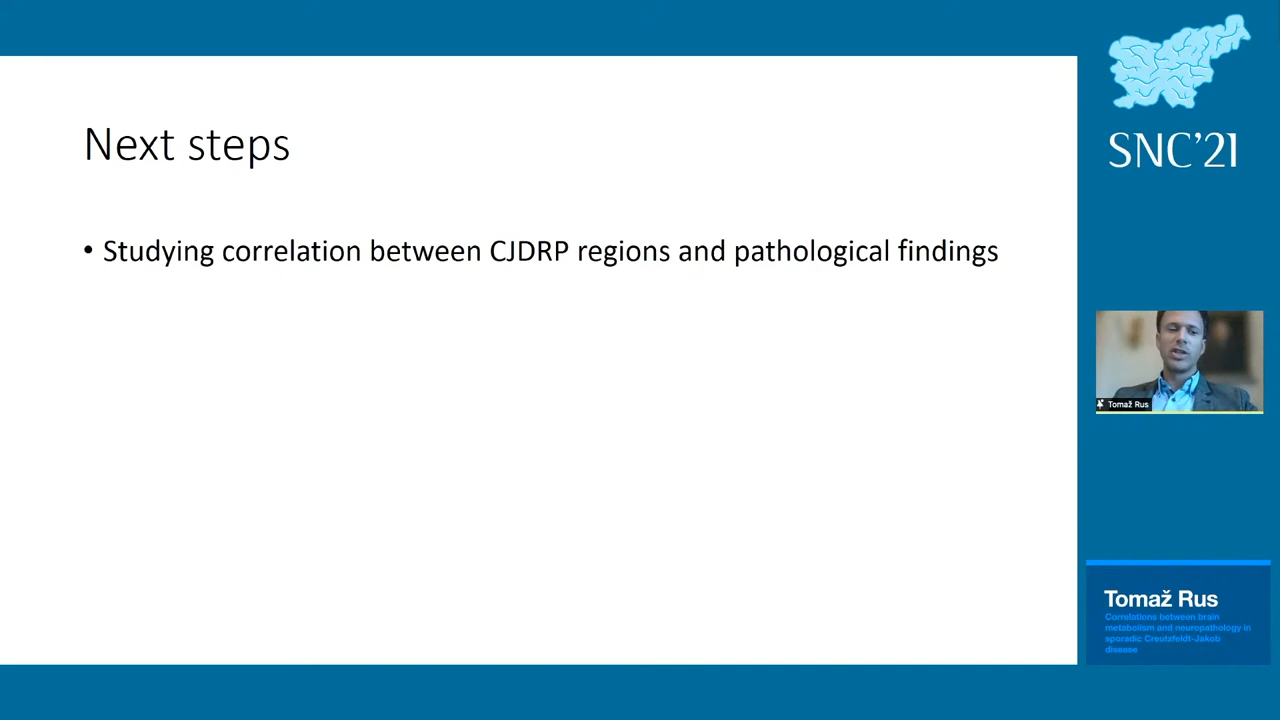 Next steps
• Studying correlation between CJDRP regions and pathological findings
SNC’21
Tomaž Rus
Tomaž Rus
Correlations between brain
metabolism and neuropathology in
sporadic Creutzfeldt-Jakob
disease